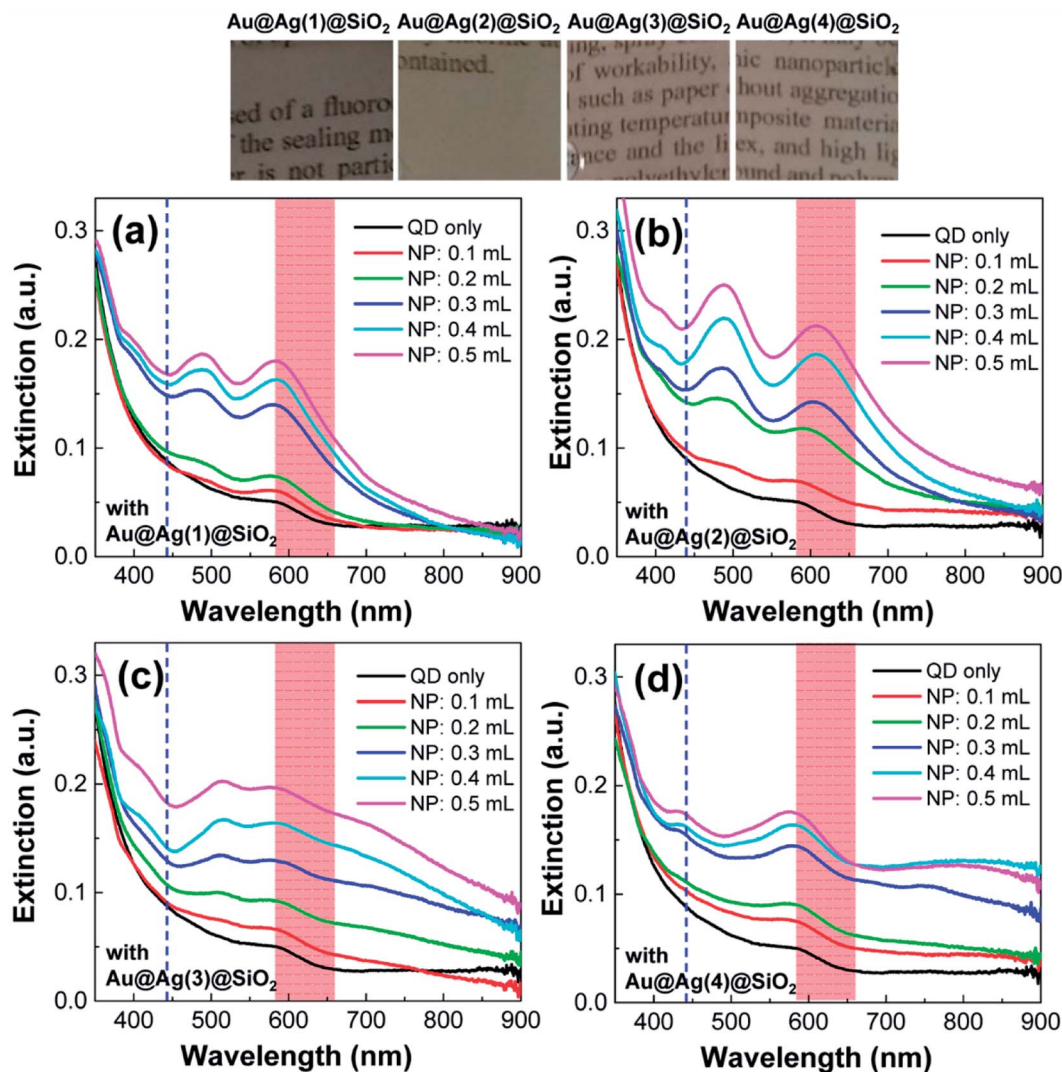 Au@Ag(1)@SiO₂ Au@Ag(2)@SiO₂ Au@Ag(3)@SiO₂ Au@Ag(4)@SiO₂
sed of a fluoro
the sealing m
is not partic
ontained.
of workability,
such as paper
ating temperatur
ance and the li
polyethyler
nic nanoparticle
hout aggregatio
mposite materia
ex, and high lig
ound and polym
(a)
QD only
NP: 0.1 mL
NP: 0.2 mL
NP: 0.3 mL
NP: 0.4 mL
NP: 0.5 mL
with
Au@Ag(1)@SiO₂
Extinction (a.u.)
0.3
0.2
0.1
0.0
400 500 600 700 800 900
Wavelength (nm)
(b)
QD only
NP: 0.1 mL
NP: 0.2 mL
NP: 0.3 mL
NP: 0.4 mL
NP: 0.5 mL
with
Au@Ag(2)@SiO₂
Extinction (a.u.)
0.3
0.2
0.1
0.0
400 500 600 700 800 900
Wavelength (nm)
(c)
QD only
NP: 0.1 mL
NP: 0.2 mL
NP: 0.3 mL
NP: 0.4 mL
NP: 0.5 mL
with
Au@Ag(3)@SiO₂
Extinction (a.u.)
0.3
0.2
0.1
0.0
400 500 600 700 800 900
Wavelength (nm)
(d)
QD only
NP: 0.1 mL
NP: 0.2 mL
NP: 0.3 mL
NP: 0.4 mL
NP: 0.5 mL
with
Au@Ag(4)@SiO₂
Extinction (a.u.)
0.3
0.2
0.1
0.0
400 500 600 700 800 900
Wavelength (nm)